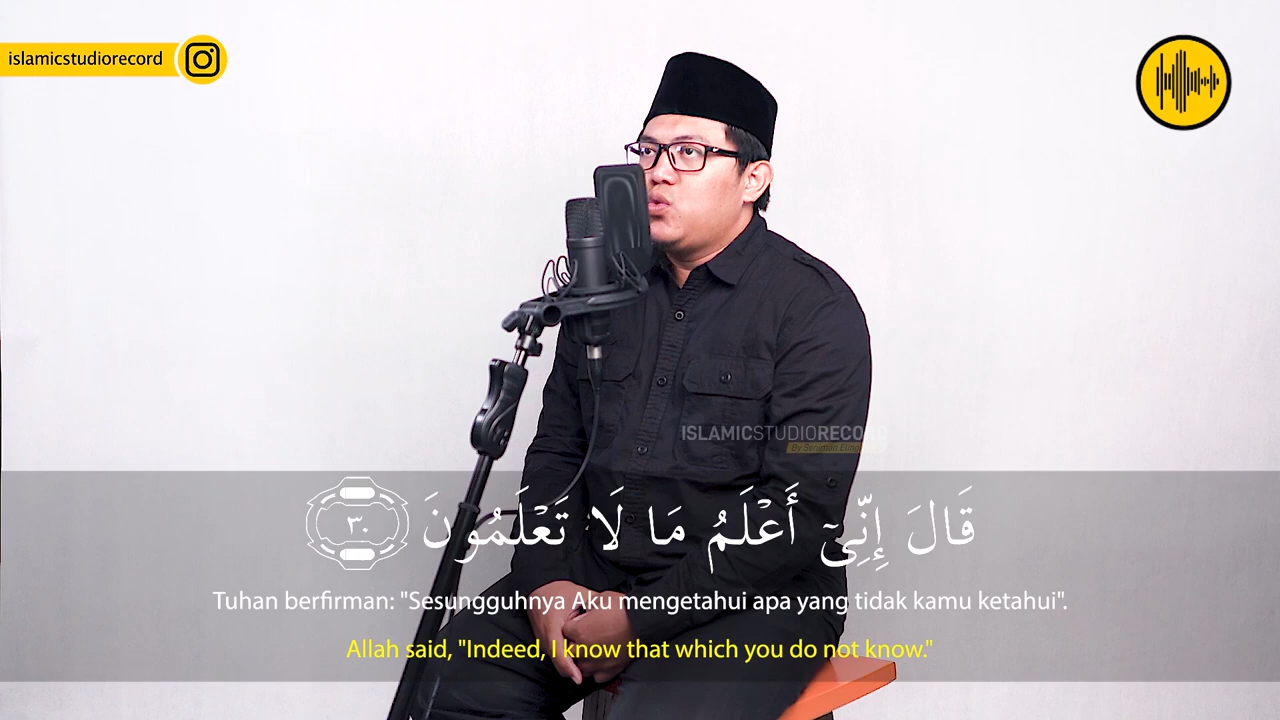 islamicstudiorecord
ISLAMICSTUDIORECORD
قَالَ إِنِّىٓ أَعْلَمُ مَا لَا تَعْلَمُونَ ٣٠
Tuhan berfirman: "Sesungguhnya Aku mengetahui apa yang tidak kamu ketahui".
Allah said, "Indeed, I know that which you do not know."